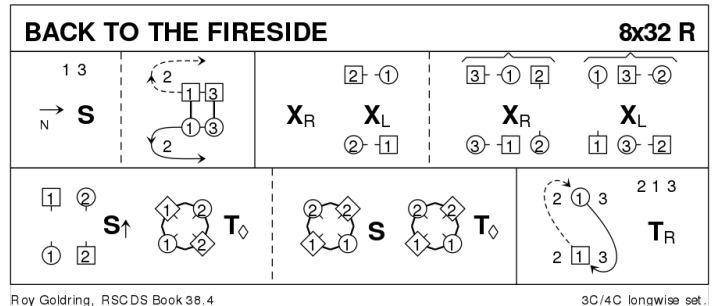 BACK TO THE FIRESIDE 8x32 R
1 3
2 2 1 2 3 1 2 1 3 2
N S 1 3 XR XL XR XL
1 3
2 2 1 3 1 2 1 3 2
1 2 1 2 2 2 2 2 2 1 3 2 1 3
S↑ T◊ S T◊ TR
1 2 1 2 1 1 1 1 2 1 3
Roy Goldring, RSCDS Book 38.4 3C/4C longwise set.